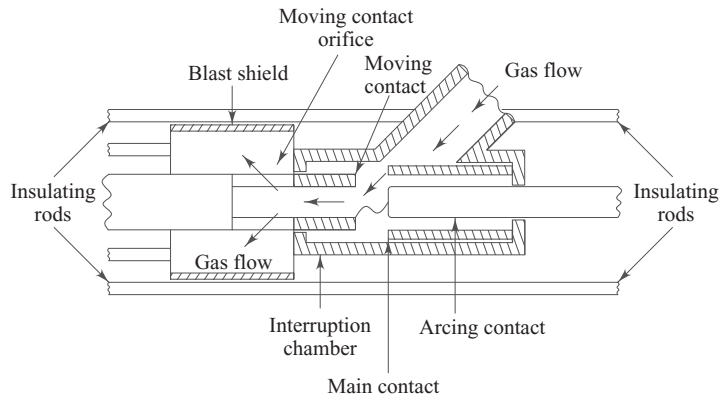 Moving contact
orifice
Moving
contact
Gas flow
Blast shield
Insulating
rods
Insulating
rods
Gas flow
Interruption
chamber
Arcing contact
Main contact